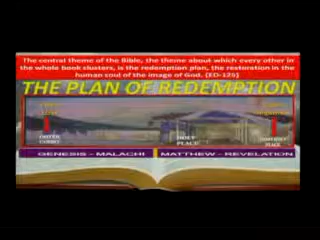 The central theme of the Bible, the theme about which every other in
the whole book clusters, is the redemption plan, the restoration in the
human soul of the image of God. {ED-125}
THE PLAN OF REDEMPTION
OUTER
COURT
HOLY
PLACE
PLACE
GENESIS - MALACHI MATTHEW - REVELATION